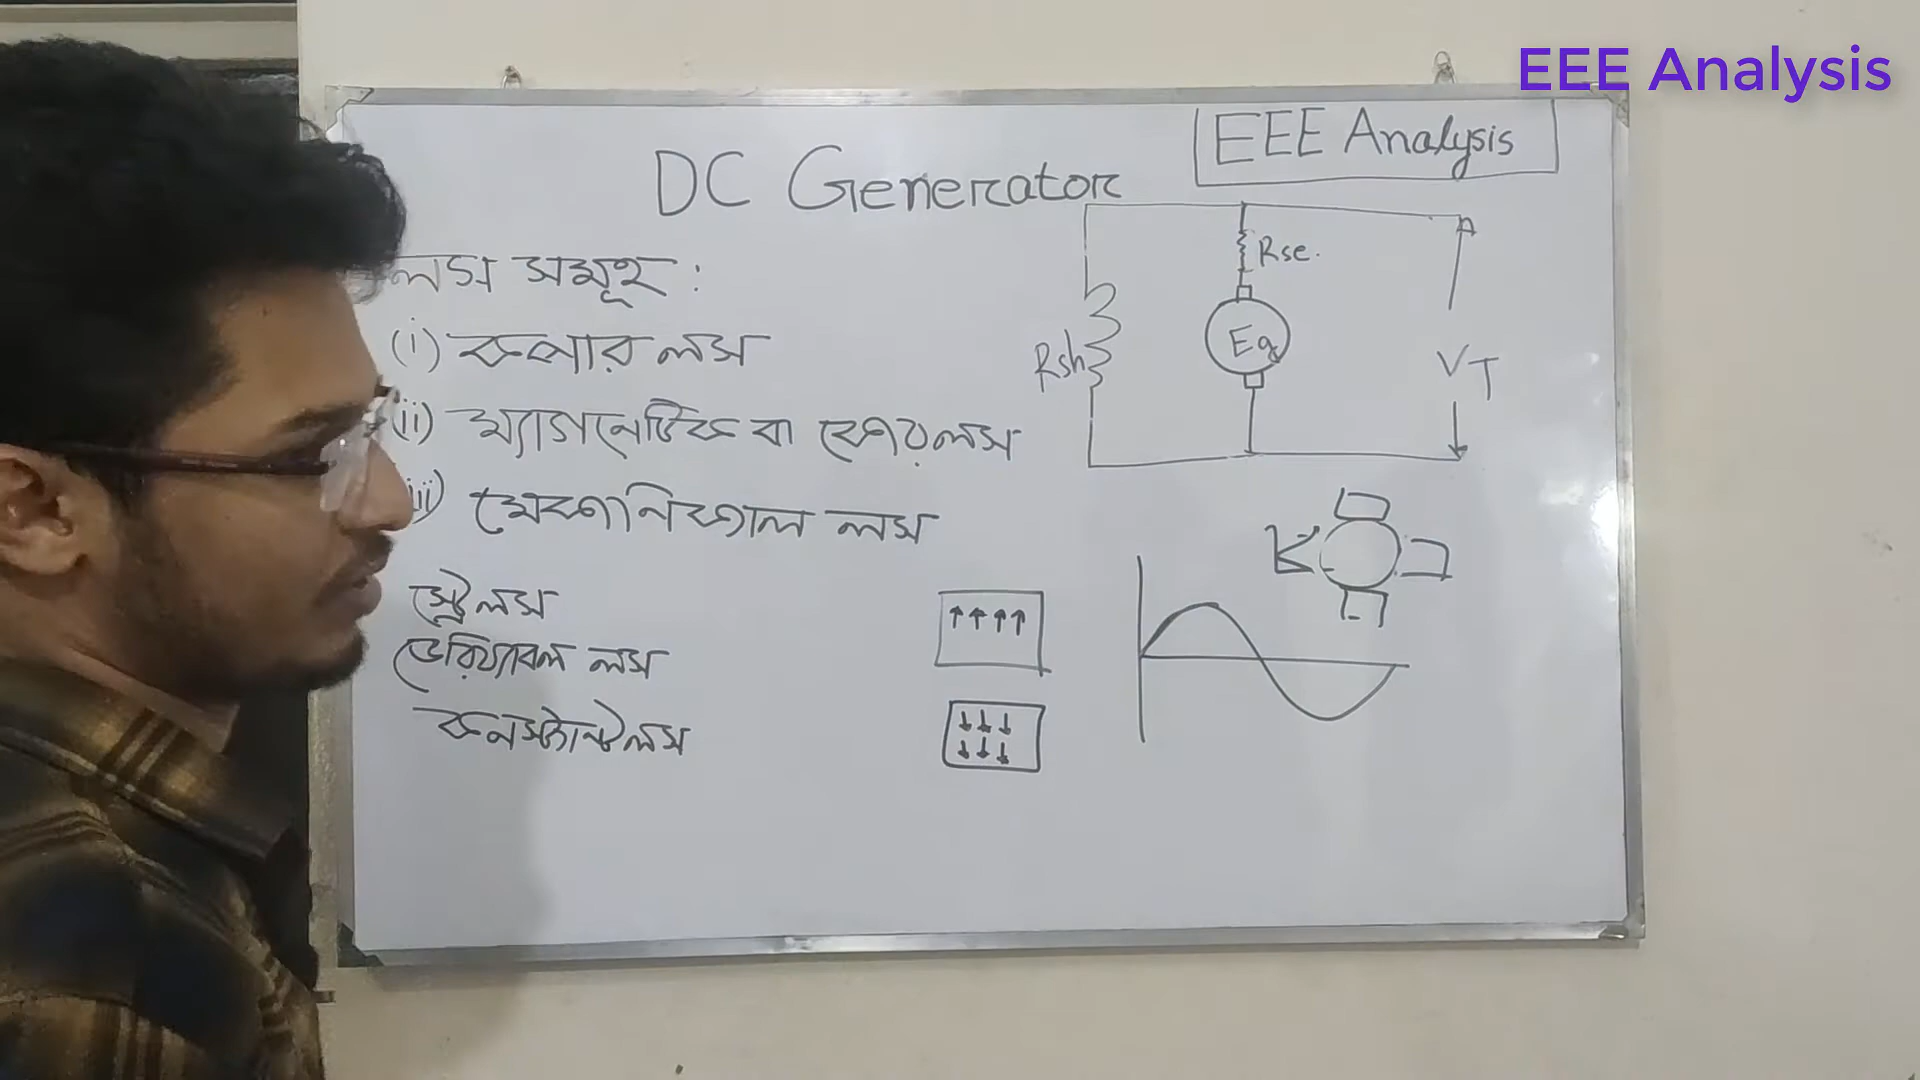 EEE Analysis
EEE Analysis
DC Generator
লস সমূহ :
(i) কপার লস
(ii) ম্যাগনেটিক বা কোর লস
(iii) মেকানিক্যাল লস
স্ট্রে লস
ভেরিয়্যাবল লস
কনস্ট্যান্ট লস
Rse.
Rsh
Eg
VT